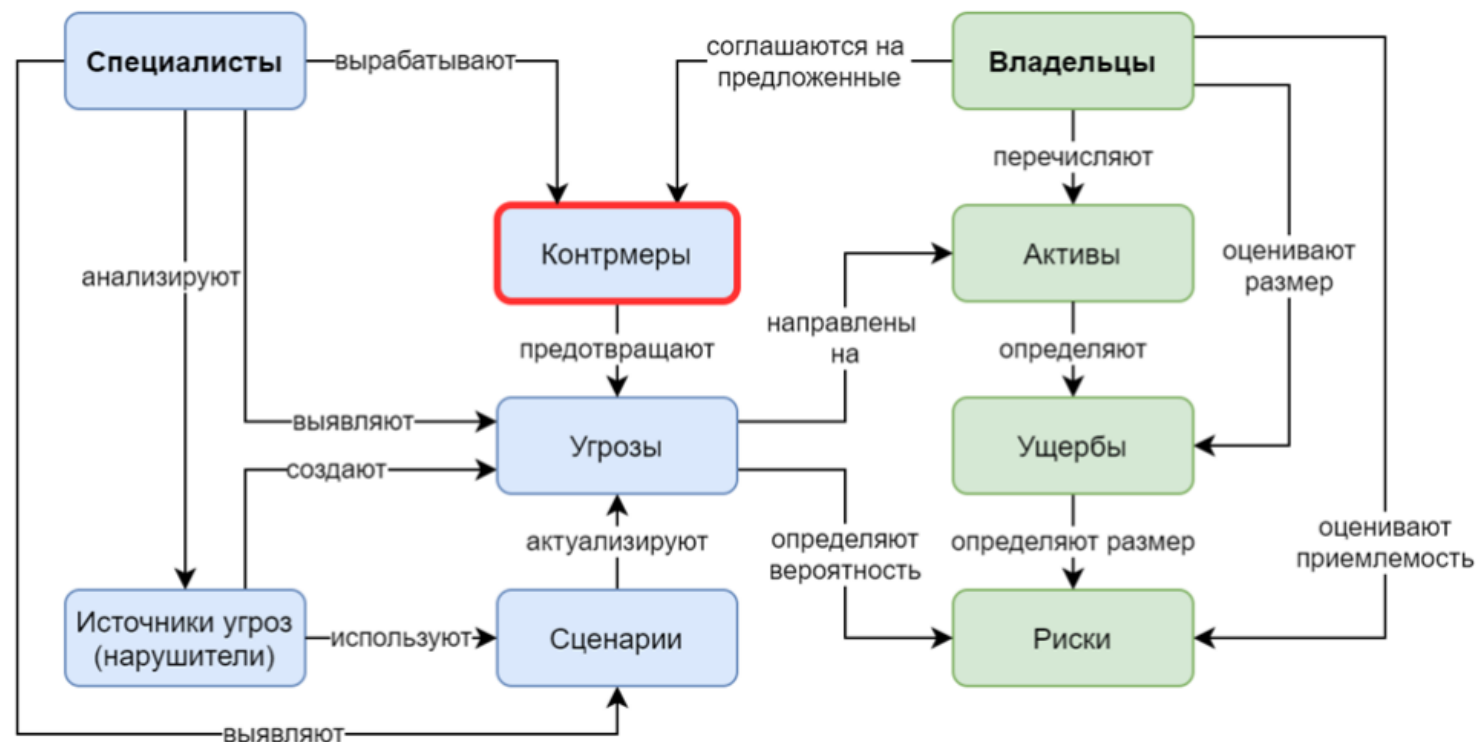 Специалисты
вырабатывают
соглашаются на
предложенные
Владельцы
перечисляют
Контрмеры
Активы
анализируют
оценивают
размер
направлены
на
предотвращают
определяют
выявляют
Угрозы
Ущербы
создают
актуализируют
определяют
вероятность
определяют размер
оценивают
приемлемость
Источники угроз
(нарушители)
используют
Сценарии
Риски
выявляют